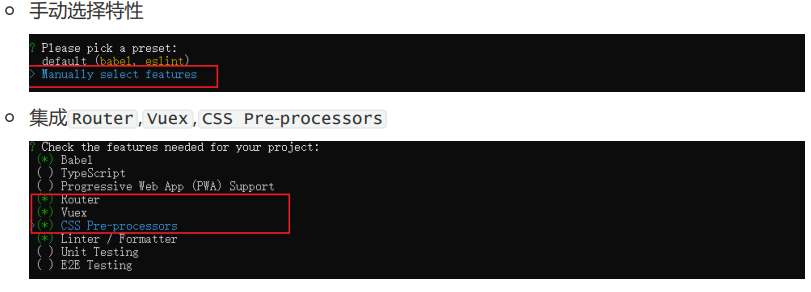 手动选择特性
? Please pick a preset:
default (babel, eslint)
> Manually select features
集成 Router,Vuex,CSS Pre-processors
? Check the features needed for your project:
(*) Babel
( ) TypeScript
( ) Progressive Web App (PWA) Support
(*) Router
(*) Vuex
>(*) CSS Pre-processors
(*) Linter / Formatter
( ) Unit Testing
( ) E2E Testing